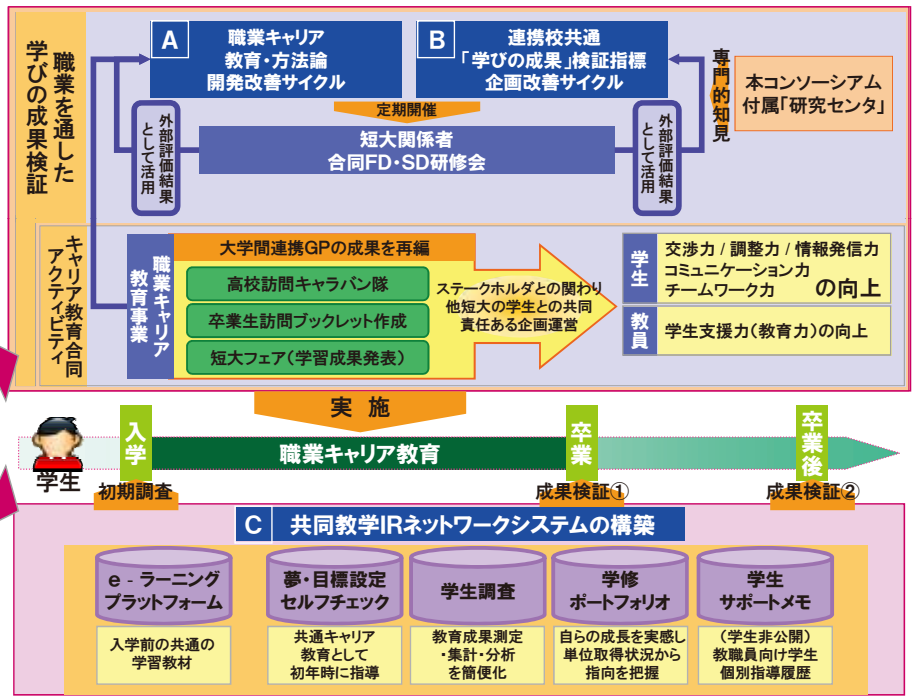 職業を通した
学びの成果検証
A
職業キャリア
教育・方法論
開発改善サイクル
B
連携校共通
「学びの成果」検証指標
企画改善サイクル
専門的知見
本コンソーシアム
付属「研究センタ」
定期開催
外部評価結果
として活用
短大関係者
合同FD・SD研修会
外部評価結果
として活用
キャリア教育合同
アクティビティ
職業キャリア
教育事業
大学間連携GPの成果を再編
高校訪問キャラバン隊
卒業生訪問ブックレット作成
短大フェア(学習成果発表)
ステークホルダとの関わり
他短大の学生との共同
責任ある企画運営
学生
交渉力 / 調整力 / 情報発信力
コミュニケーション力
チームワーク力 の向上
教員
学生支援力(教育力)の向上
実 施
学生
入学
職業キャリア教育
卒業
卒業後
初期調査
成果検証①
成果検証②
C 共同教学IRネットワークシステムの構築
e - ラーニング
プラットフォーム
入学前の共通の
学習教材
夢・目標設定
セルフチェック
共通キャリア
教育として
初年時に指導
学生調査
教育成果測定
・集計・分析
を簡便化
学修
ポートフォリオ
自らの成長を実感し
単位取得状況から
指向を把握
学生
サポートメモ
(学生非公開)
教職員向け学生
個別指導履歴